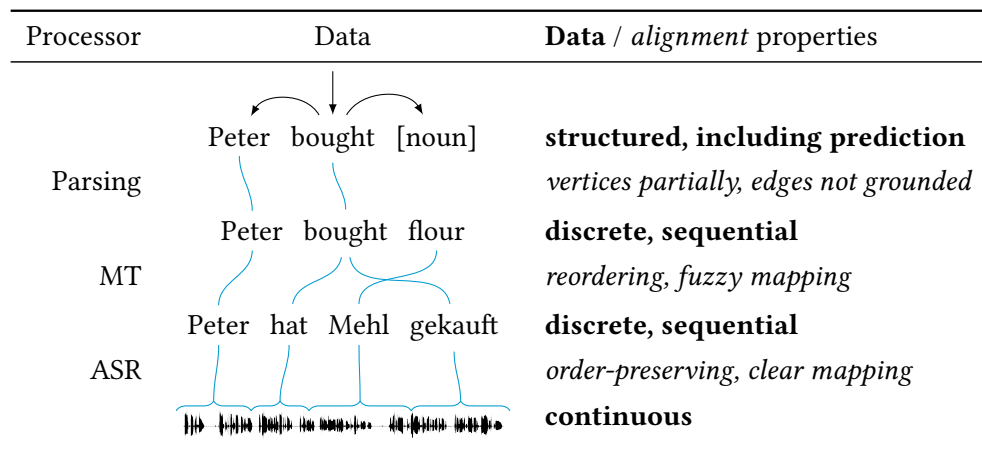 Processor Data Data / alignment properties
Peter bought [noun] structured, including prediction
Parsing vertices partially, edges not grounded
Peter bought flour discrete, sequential
MT reordering, fuzzy mapping
Peter hat Mehl gekauft discrete, sequential
ASR order-preserving, clear mapping
continuous